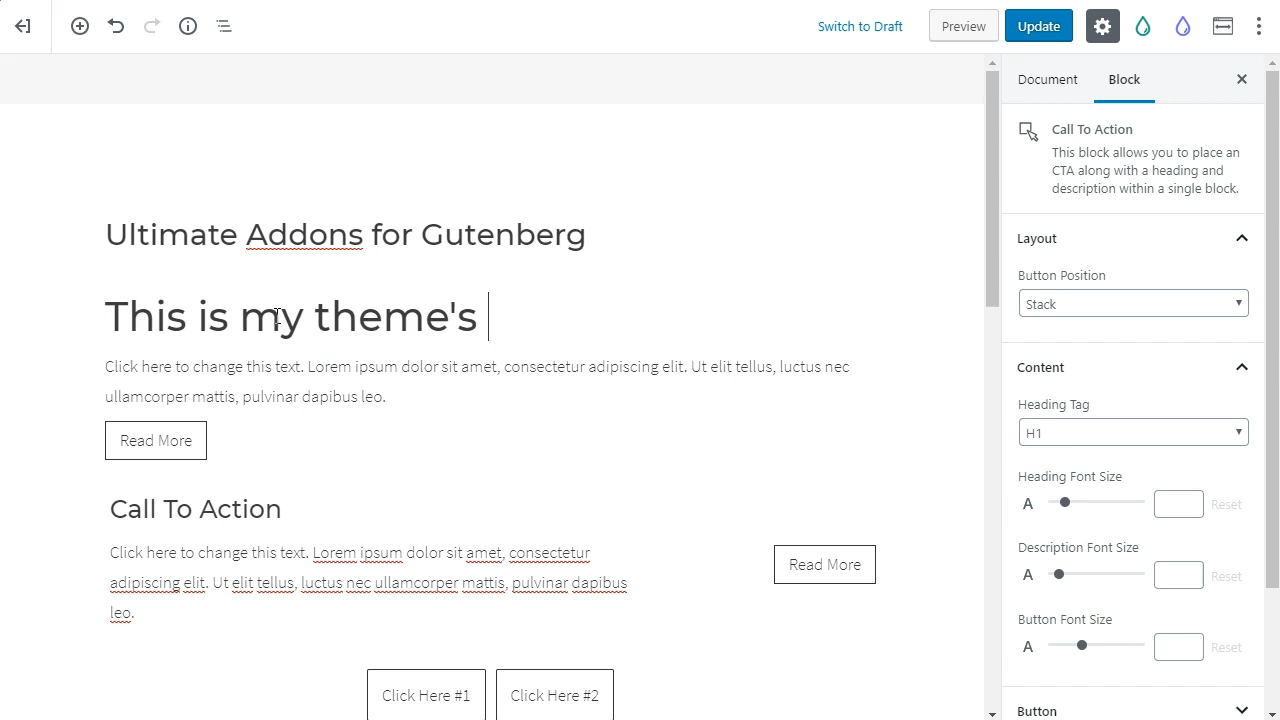 Switch to Draft
Preview
Update
Document
Block
Call To Action
This block allows you to place an
CTA along with a heading and
description within a single block.
Layout
Button Position
Stack
Content
Heading Tag
H1
Heading Font Size
A
Reset
Description Font Size
A
Reset
Button Font Size
A
Reset
Button
Ultimate Addons for Gutenberg
This is my theme's
Click here to change this text. Lorem ipsum dolor sit amet, consectetur adipiscing elit. Ut elit tellus, luctus nec
ullamcorper mattis, pulvinar dapibus leo.
Read More
Call To Action
Click here to change this text. Lorem ipsum dolor sit amet, consectetur
adipiscing elit. Ut elit tellus, luctus nec ullamcorper mattis, pulvinar dapibus
leo.
Read More
Click Here #1
Click Here #2